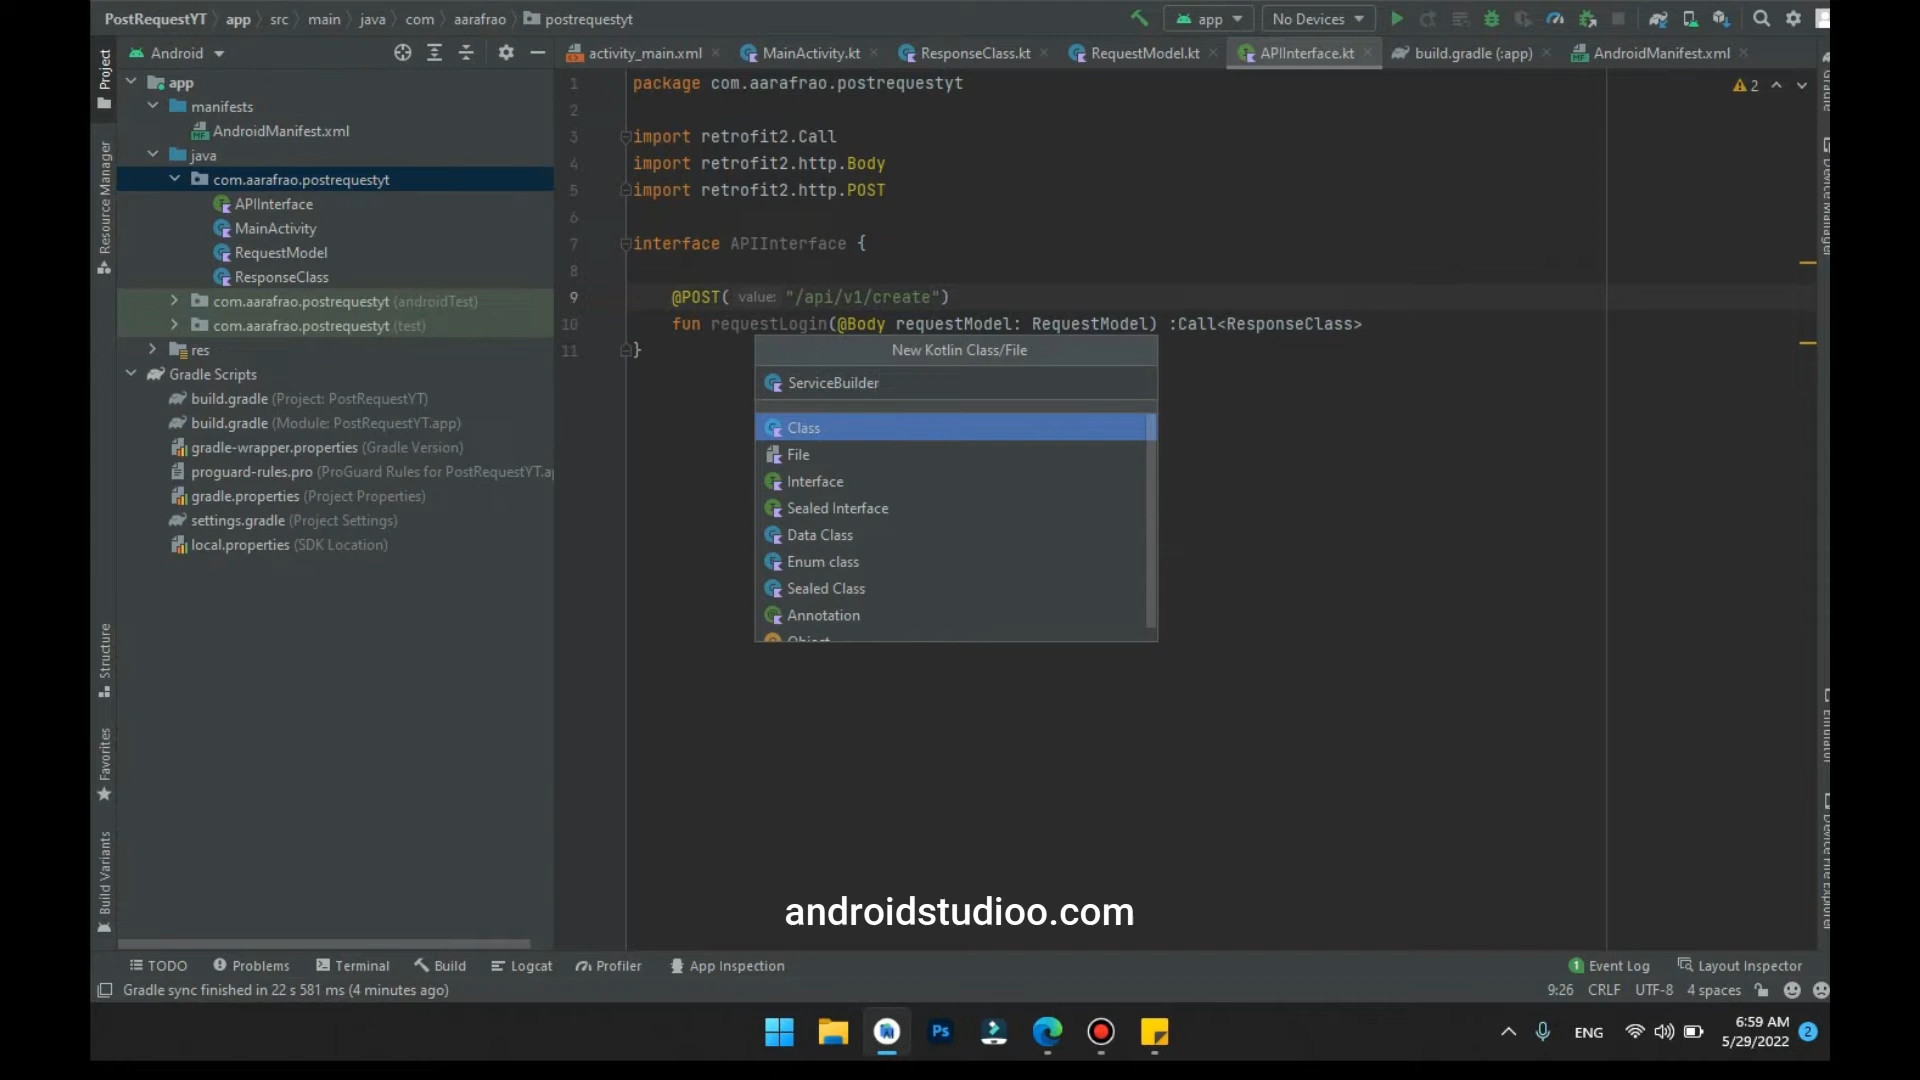 PostRequestYT app src main java com aarafrao postrequestyt
app No Devices
Project
Android
activity_main.xml MainActivity.kt ResponseClass.kt RequestModel.kt APIInterface.kt build.gradle (:app) AndroidManifest.xml
app
manifests
AndroidManifest.xml
java
com.aarafrao.postrequestyt
APIInterface
MainActivity
RequestModel
ResponseClass
com.aarafrao.postrequestyt (androidTest)
com.aarafrao.postrequestyt (test)
res
Gradle Scripts
build.gradle (Project: PostRequestYT)
build.gradle (Module: PostRequestYT.app)
gradle-wrapper.properties (Gradle Version)
proguard-rules.pro (ProGuard Rules for PostRequestYT.ap
gradle.properties (Project Properties)
settings.gradle (Project Settings)
local.properties (SDK Location)
Resource Manager
Structure
Favorites
Build Variants
1 package com.aarafrao.postrequestyt
2
3 import retrofit2.Call
4 import retrofit2.http.Body
5 import retrofit2.http.POST
6
7 interface APIInterface {
8
9 @POST( value: "/api/v1/create")
10 fun requestLogin(@Body requestModel: RequestModel) :Call<ResponseClass>
11 }
2
New Kotlin Class/File
ServiceBuilder
Class
File
Interface
Sealed Interface
Data Class
Enum class
Sealed Class
Annotation
Object
androidstudioo.com
TODO Problems Terminal Build Logcat Profiler App Inspection
1 Event Log Layout Inspector
Gradle sync finished in 22 s 581 ms (4 minutes ago)
9:26 CRLF UTF-8 4 spaces
Ps
ENG
6:59 AM
5/29/2022
2